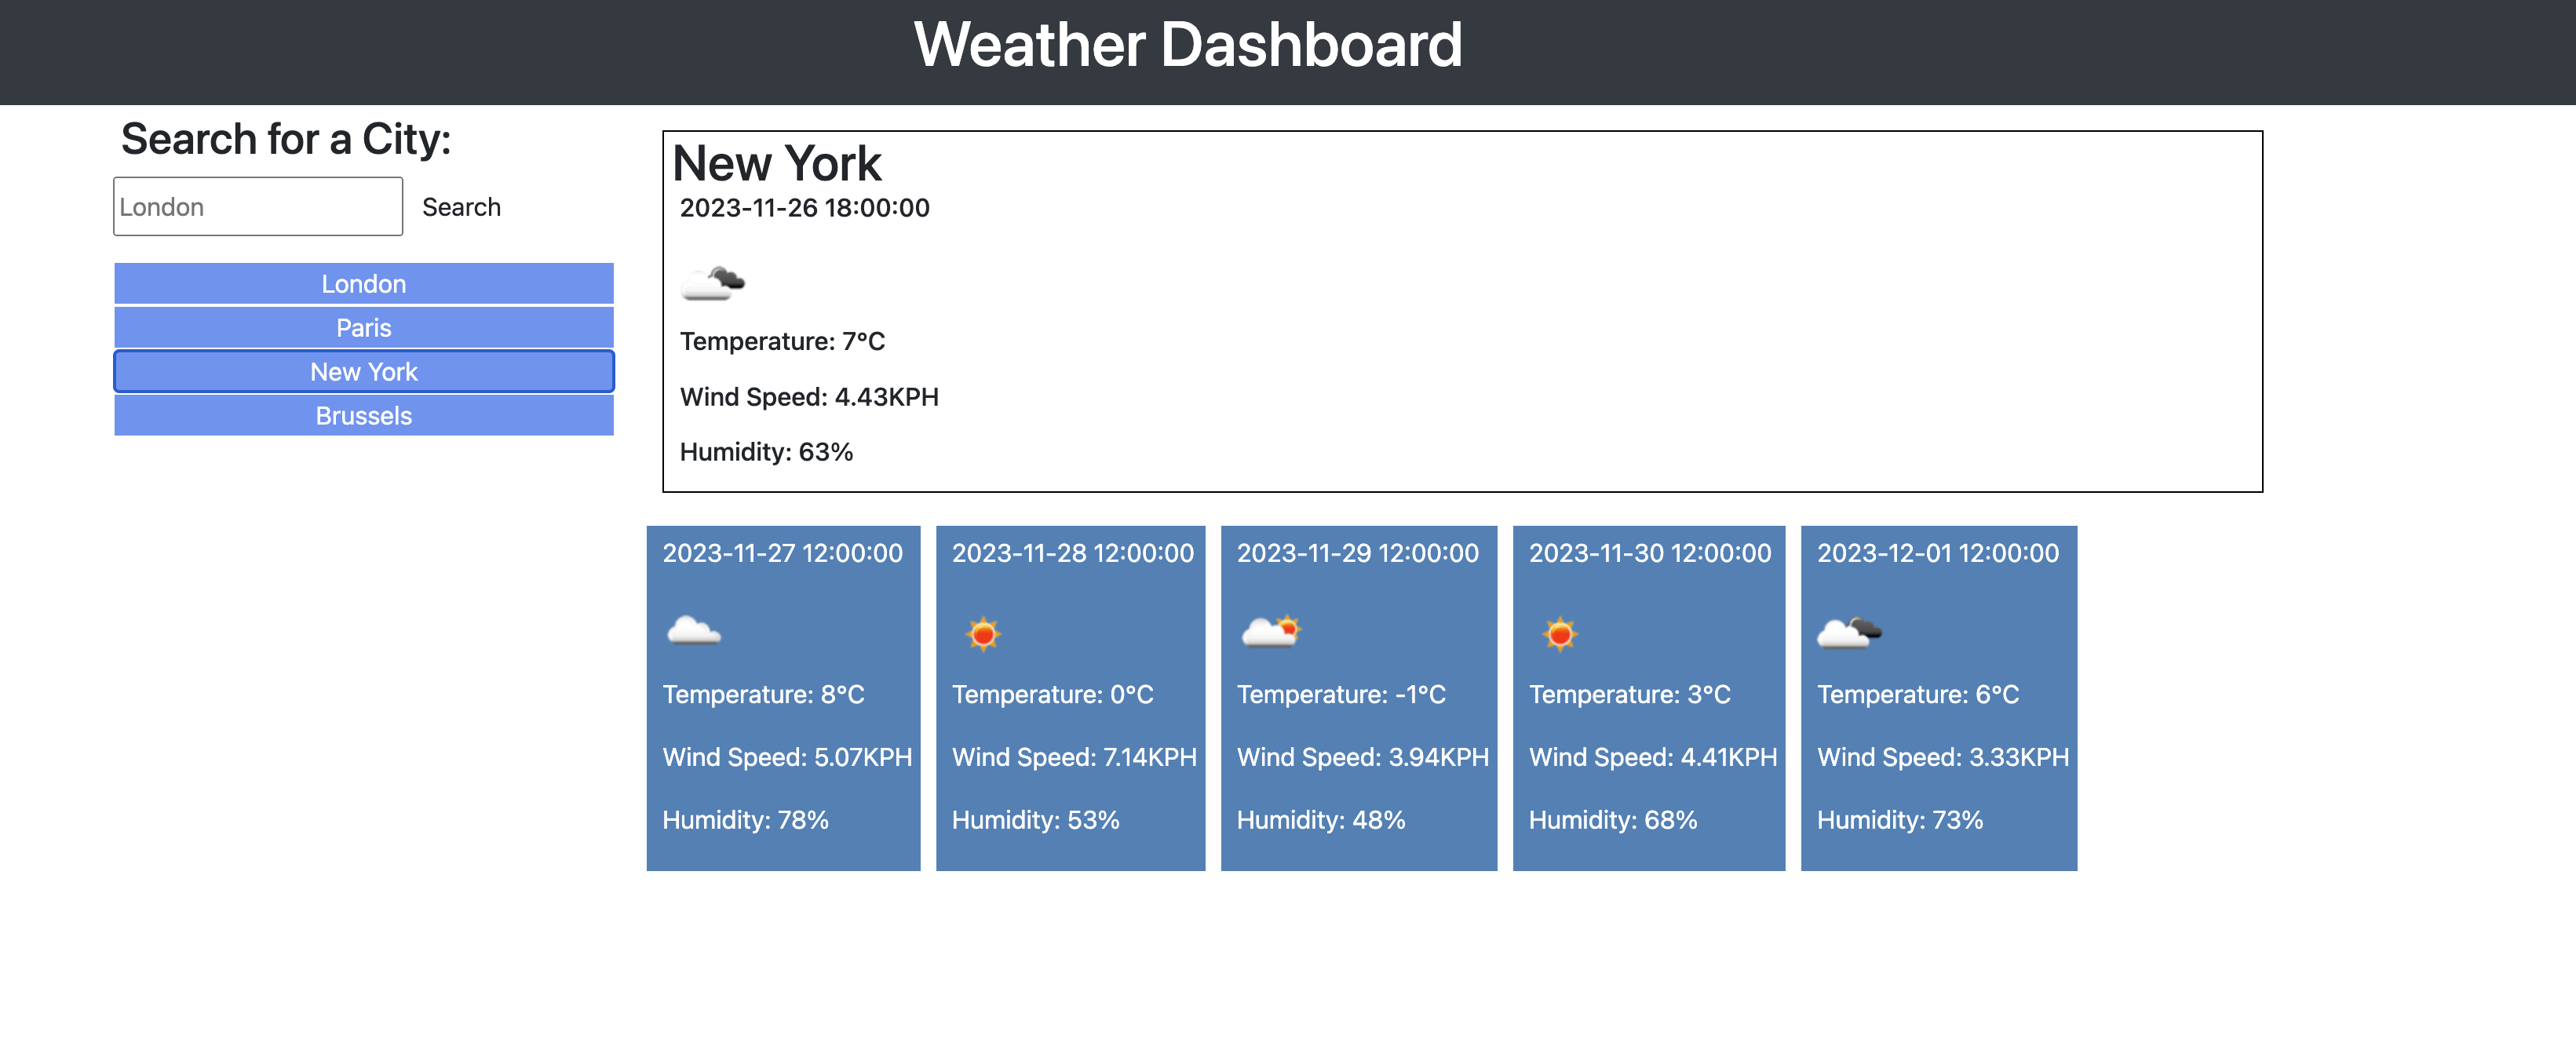 Weather Dashboard
Search for a City:
London
Search
London
Paris
New York
Brussels
New York
2023-11-26 18:00:00
Temperature: 7°C
Wind Speed: 4.43KPH
Humidity: 63%
2023-11-27 12:00:00
Temperature: 8°C
Wind Speed: 5.07KPH
Humidity: 78%
2023-11-28 12:00:00
Temperature: 0°C
Wind Speed: 7.14KPH
Humidity: 53%
2023-11-29 12:00:00
Temperature: -1°C
Wind Speed: 3.94KPH
Humidity: 48%
2023-11-30 12:00:00
Temperature: 3°C
Wind Speed: 4.41KPH
Humidity: 68%
2023-12-01 12:00:00
Temperature: 6°C
Wind Speed: 3.33KPH
Humidity: 73%